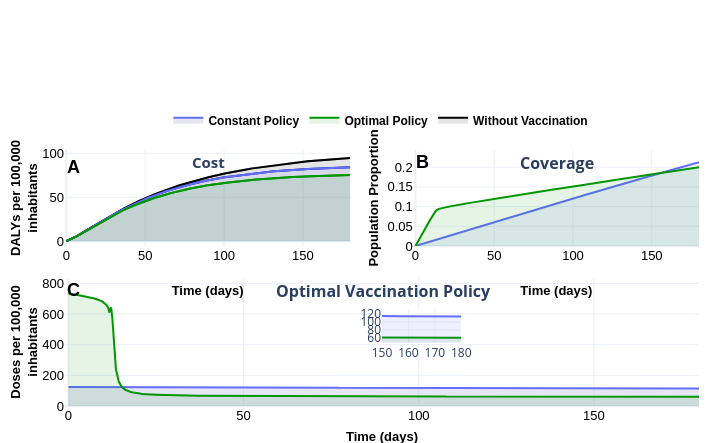 Constant Policy Optimal Policy Without Vaccination
A Cost
DALYs per 100,000
inhabitants
100
50
0
0 50 100 150
Time (days)
B Coverage
Population Proportion
0.2
0.15
0.1
0.05
0
0 50 100 150
Time (days)
C Optimal Vaccination Policy
Doses per 100,000
inhabitants
800
600
400
200
0
120
100
80
60
150 160 170 180
0 50 100 150
Time (days)